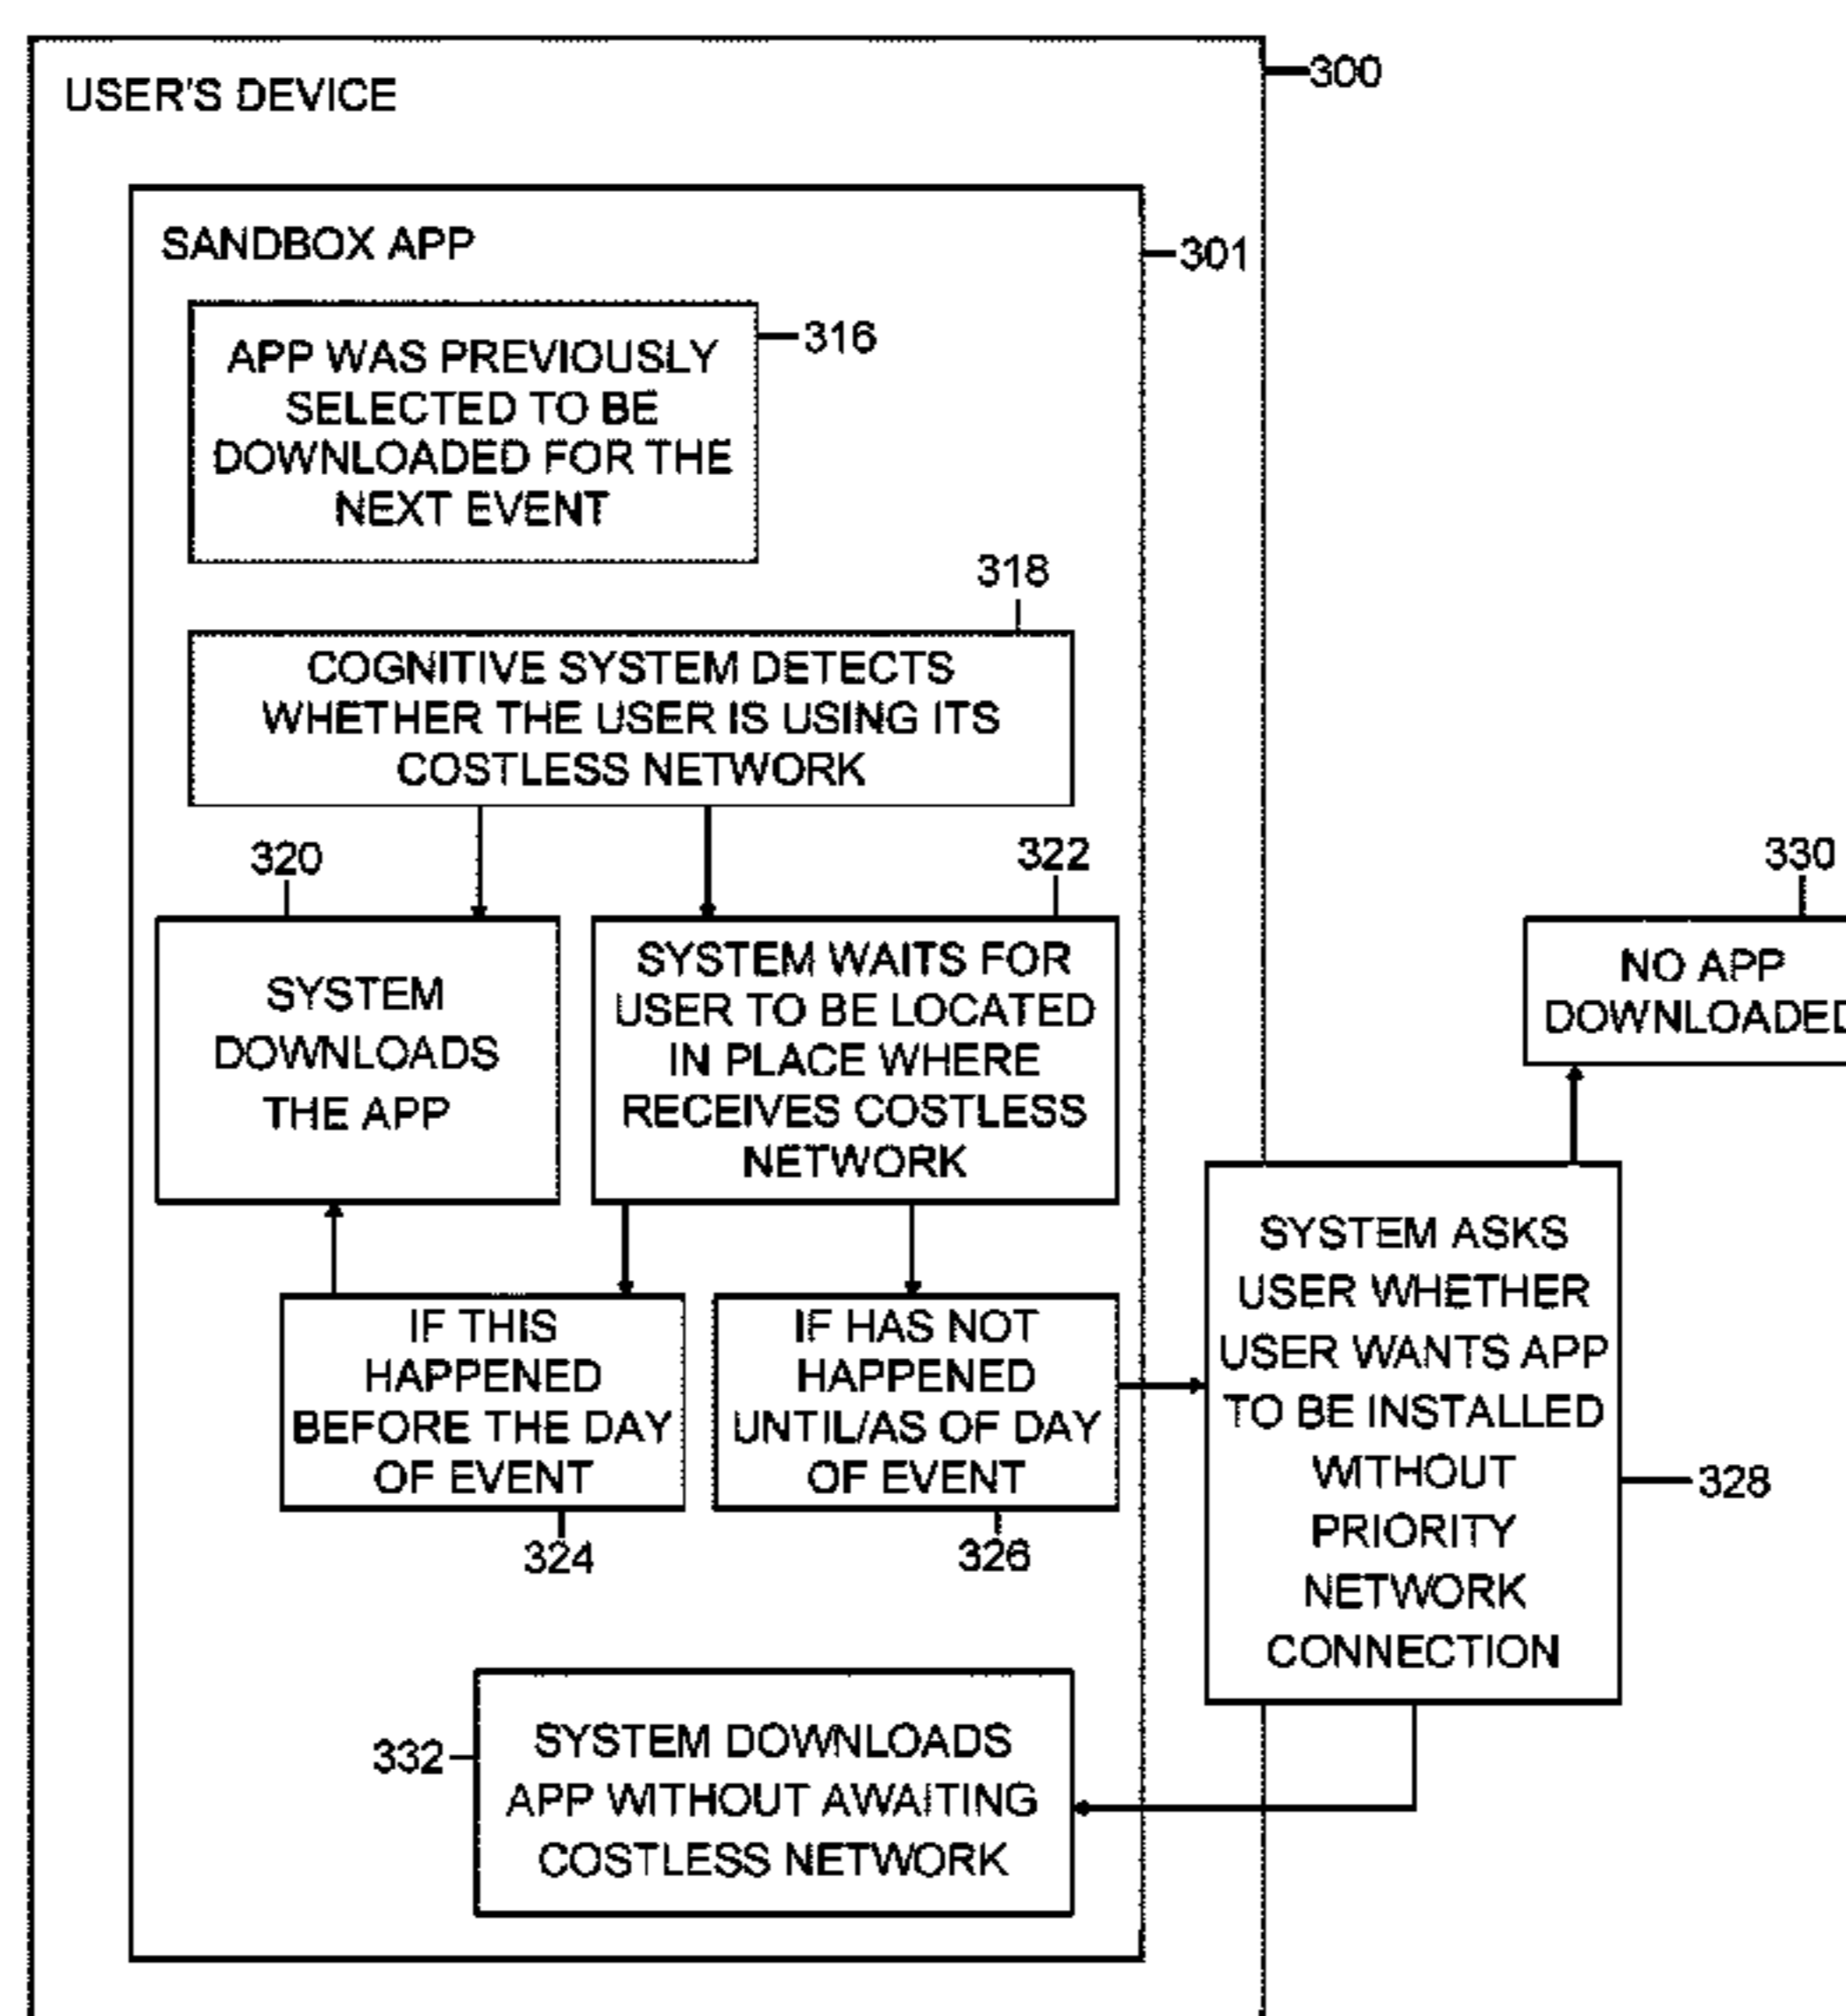 300
USER'S DEVICE
SANDBOX APP
301
316
APP WAS PREVIOUSLY
SELECTED TO BE
DOWNLOADED FOR THE
NEXT EVENT
318
COGNITIVE SYSTEM DETECTS
WHETHER THE USER IS USING ITS
COSTLESS NETWORK
320
SYSTEM
DOWNLOADS
THE APP
322
SYSTEM WAITS FOR
USER TO BE LOCATED
IN PLACE WHERE
RECEIVES COSTLESS
NETWORK
330
NO APP
DOWNLOADED
IF THIS
HAPPENED
BEFORE THE DAY
OF EVENT
324
IF HAS NOT
HAPPENED
UNTIL/AS OF DAY
OF EVENT
326
SYSTEM ASKS
USER WHETHER
USER WANTS APP
TO BE INSTALLED
WITHOUT
PRIORITY
NETWORK
CONNECTION
328
332
SYSTEM DOWNLOADS
APP WITHOUT AWAITING
COSTLESS NETWORK